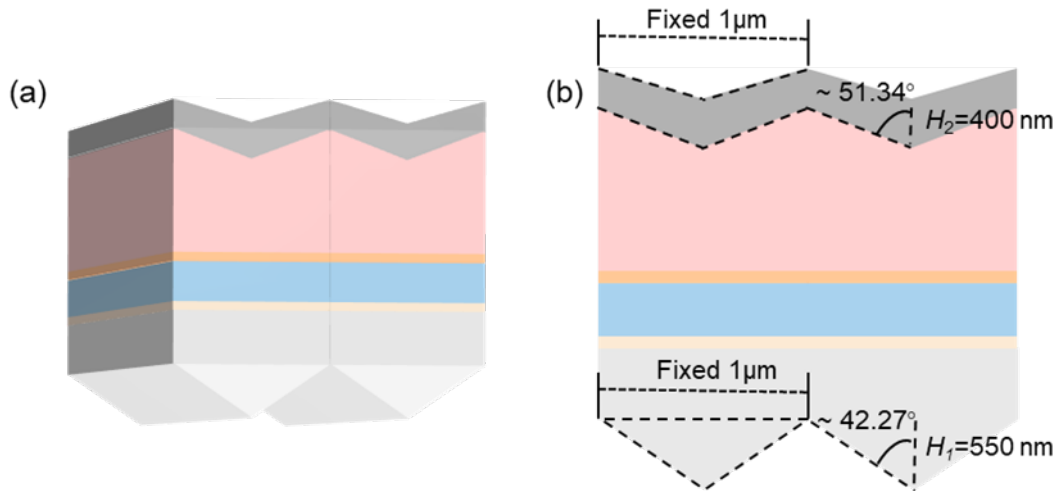 (a)
(b)
Fixed 1μm
~ 51.34°
H₂=400 nm
Fixed 1μm
~ 42.27°
H₁=550 nm